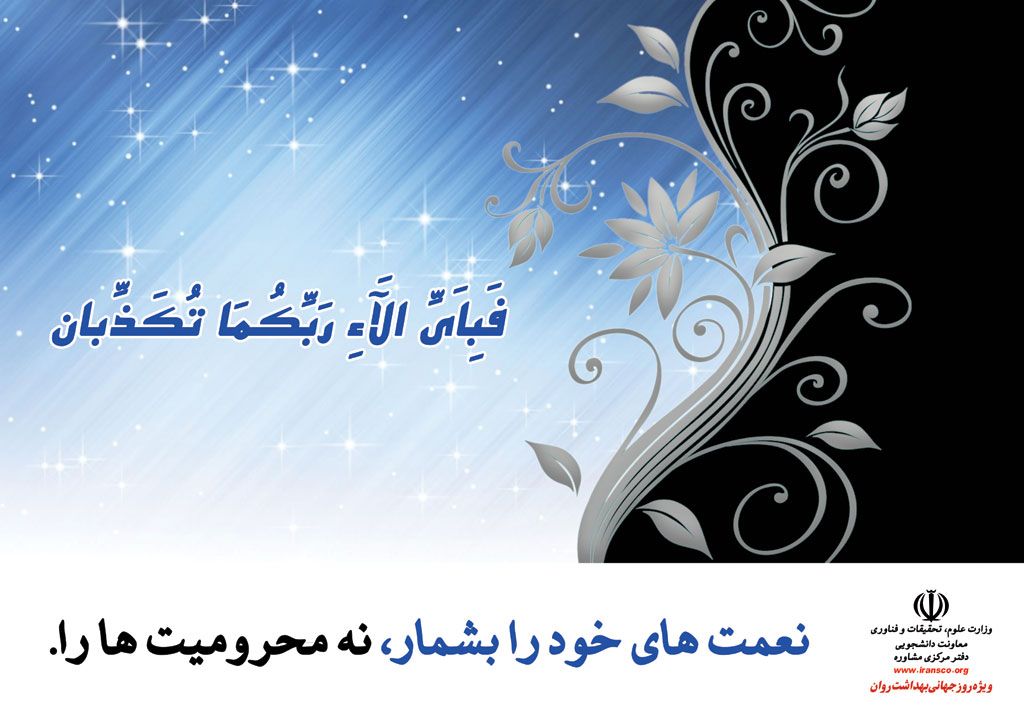 فَبِاَیِّ الآَءِ رَبِّكُمَا تُكَذِّبان
نعمت های خود را بشمار، نه محرومیت ها را.
وزارت علوم، تحقیقات و فناوری
معاونت دانشجویی
دفتر مرکزی مشاوره
www.iransco.org
ویژه روز جهانی بهداشت روان